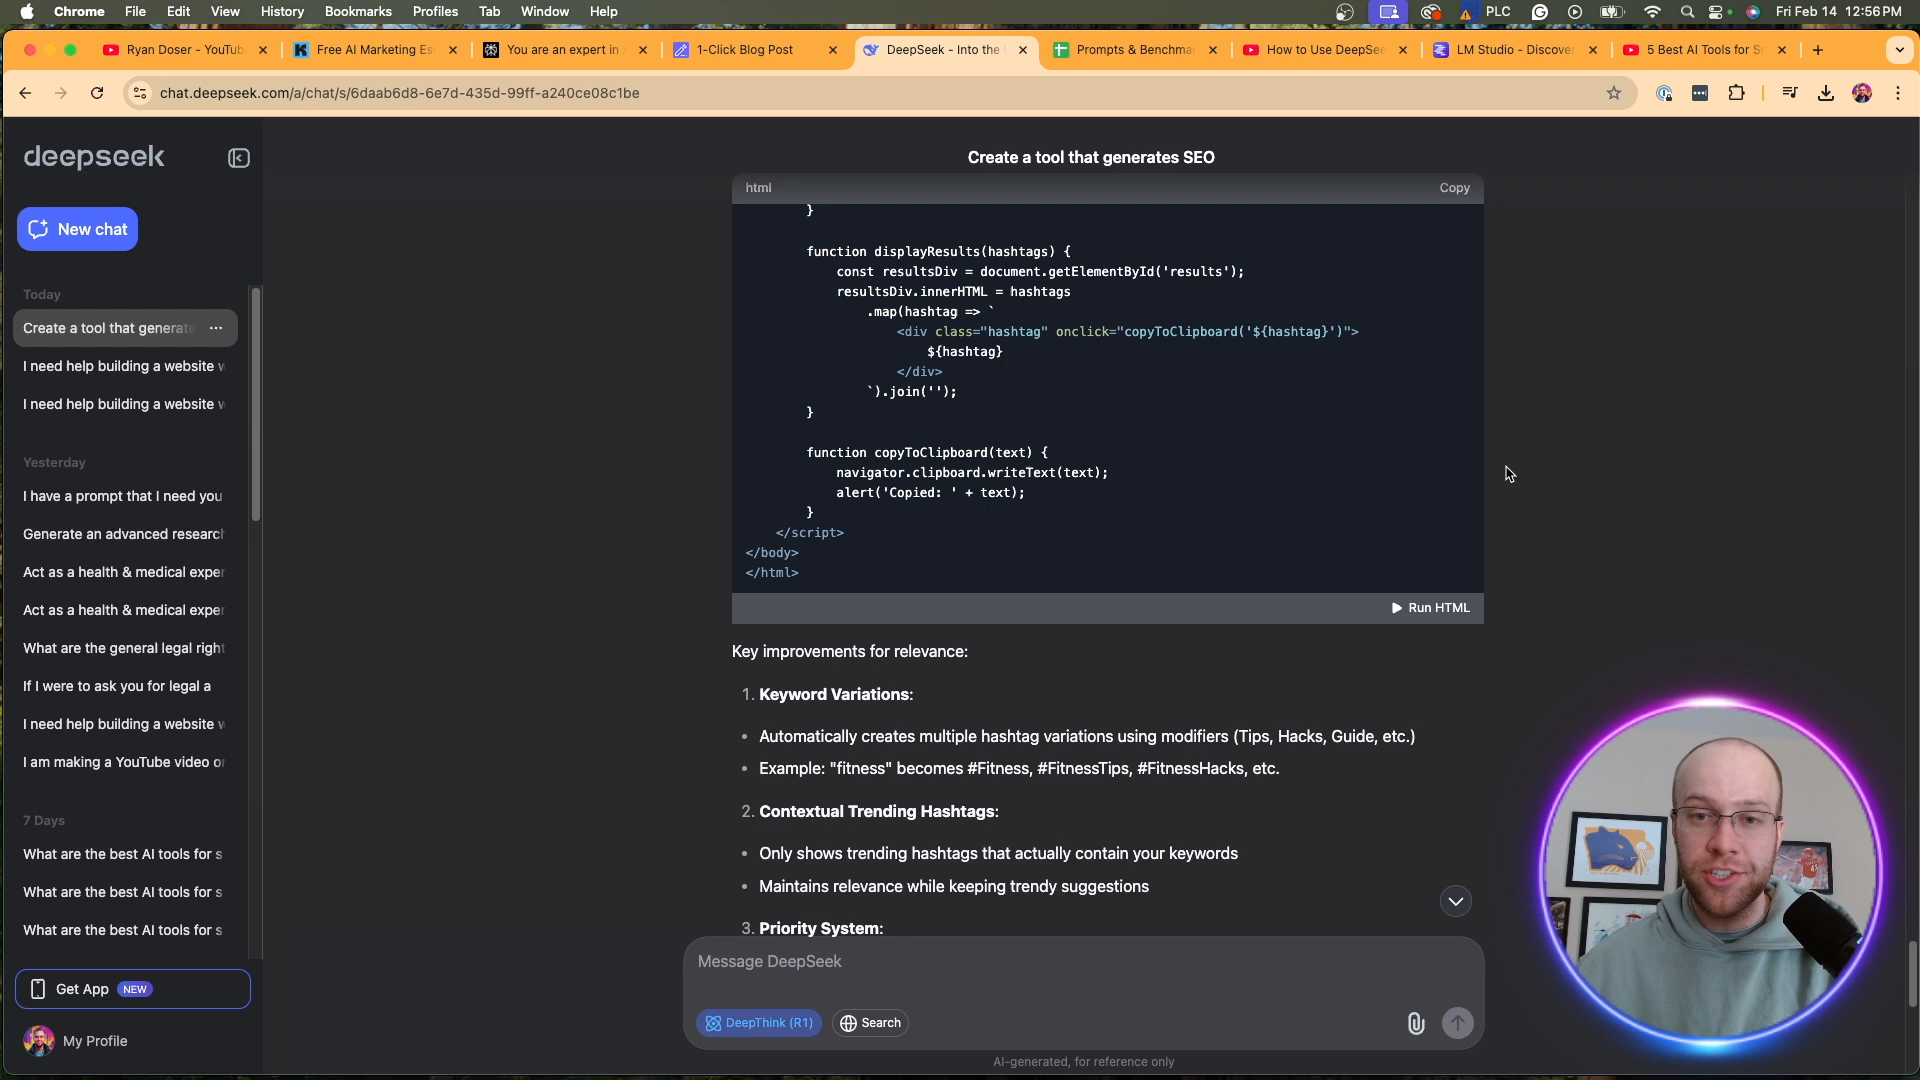 Chrome File Edit View History Bookmarks Profiles Tab Window Help PLC Fri Feb 14 12:56 PM
Ryan Doser - YouTub
Free AI Marketing Es
You are an expert in
1-Click Blog Post
DeepSeek - Into the
Prompts & Benchmar
How to Use DeepSee
LM Studio - Discover
5 Best AI Tools for S
chat.deepseek.com/a/chat/s/6daab6d8-6e7d-435d-99ff-a240ce08c1be
deepseek
New chat
Today
Create a tool that generate
I need help building a website w
I need help building a website w
Yesterday
I have a prompt that I need you
Generate an advanced research
Act as a health & medical exper
Act as a health & medical exper
What are the general legal right
If I were to ask you for legal a
I need help building a website w
I am making a YouTube video on
7 Days
What are the best AI tools for s
What are the best AI tools for s
What are the best AI tools for s
Get App NEW
My Profile
Create a tool that generates SEO
html Copy
}
function displayResults(hashtags) {
const resultsDiv = document.getElementById('results');
resultsDiv.innerHTML = hashtags
.map(hashtag => `
<div class="hashtag" onclick="copyToClipboard('${hashtag}')">
${hashtag}
</div>
`).join('');
}
function copyToClipboard(text) {
navigator.clipboard.writeText(text);
alert('Copied: ' + text);
}
</script>
</body>
</html>
Run HTML
Key improvements for relevance:
1. Keyword Variations:
• Automatically creates multiple hashtag variations using modifiers (Tips, Hacks, Guide, etc.)
• Example: "fitness" becomes #Fitness, #FitnessTips, #FitnessHacks, etc.
2. Contextual Trending Hashtags:
• Only shows trending hashtags that actually contain your keywords
• Maintains relevance while keeping trendy suggestions
3. Priority System:
Message DeepSeek
DeepThink (R1) Search
AI-generated, for reference only